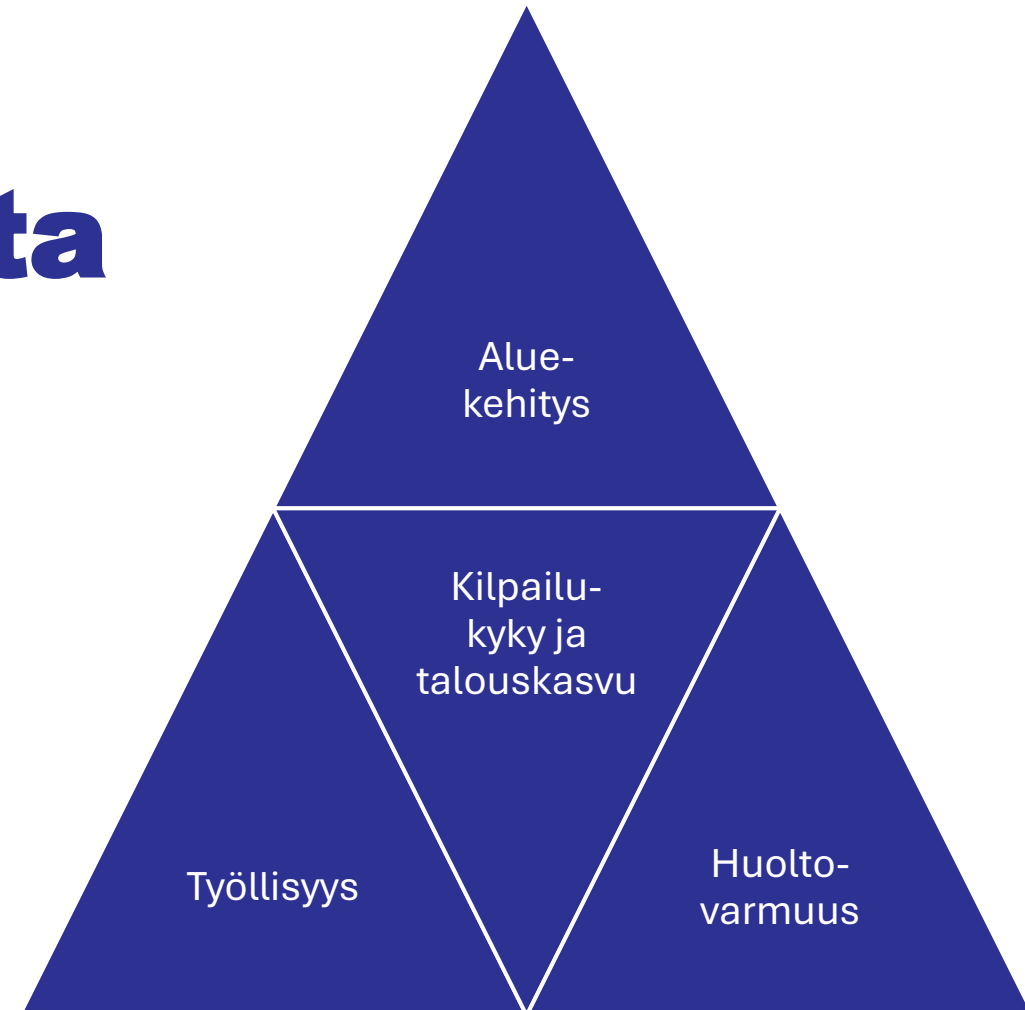 ta
Alue-
kehitys
Kilpailu-
kyky ja
talouskasvu
Työllisyys
Huolto-
varmuus